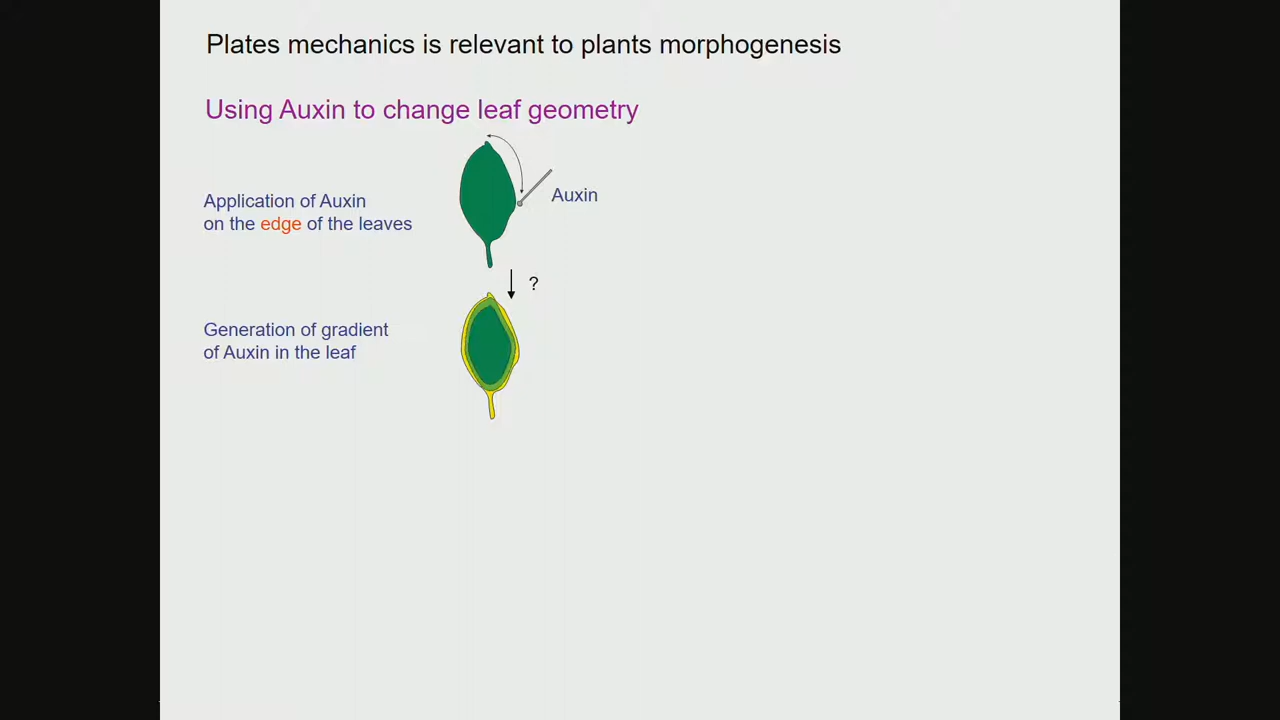 Plates mechanics is relevant to plants morphogenesis
Using Auxin to change leaf geometry
Application of Auxin
on the edge of the leaves
Auxin
?
Generation of gradient
of Auxin in the leaf